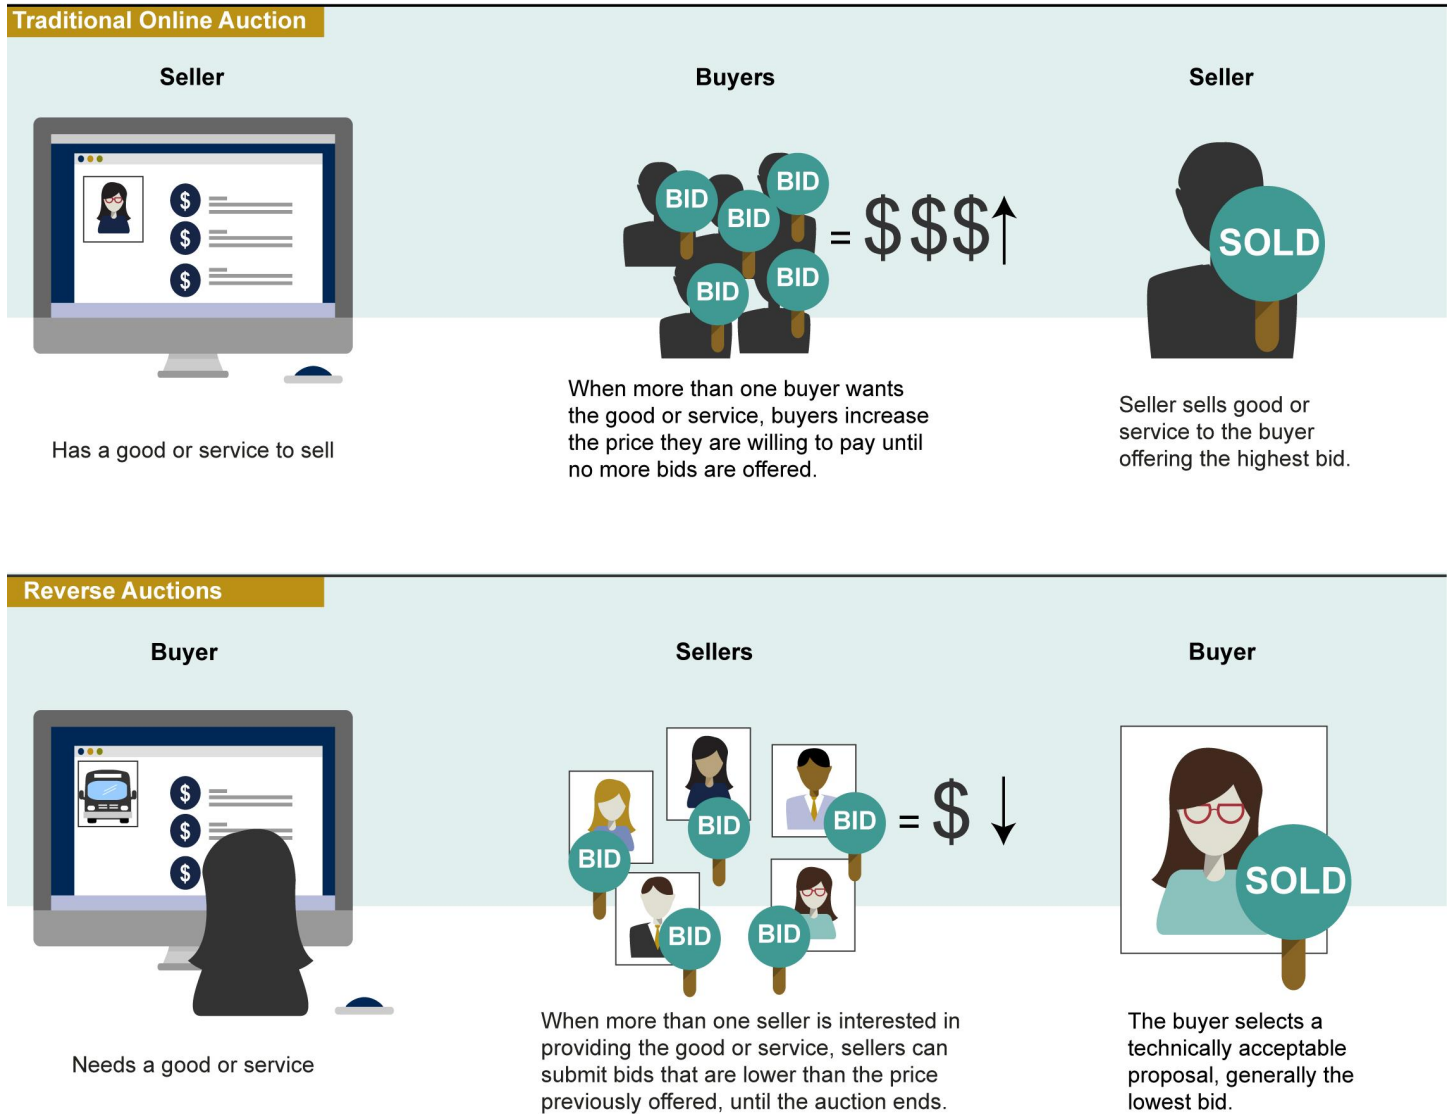 Traditional Online Auction
Seller
Buyers
Seller
$
$
$
BID
BID
BID
BID
BID
= $$$
SOLD
Has a good or service to sell
When more than one buyer wants
the good or service, buyers increase
the price they are willing to pay until
no more bids are offered.
Seller sells good or
service to the buyer
offering the highest bid.
Reverse Auctions
Buyer
Sellers
Buyer
$
$
$
BID
BID
BID
BID
BID
= $
SOLD
Needs a good or service
When more than one seller is interested in
providing the good or service, sellers can
submit bids that are lower than the price
previously offered, until the auction ends.
The buyer selects a
technically acceptable
proposal, generally the
lowest bid.